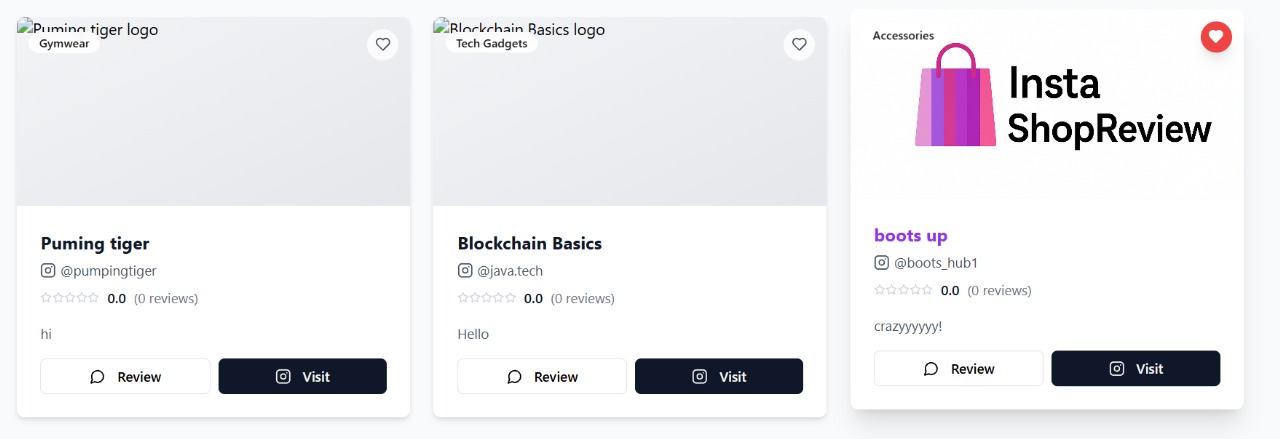 Puming tiger logo
Gymwear
Puming tiger
@pumpingtiger
0.0 (0 reviews)
hi
Review
Visit
Blockchain Basics logo
Tech Gadgets
Blockchain Basics
@java.tech
0.0 (0 reviews)
Hello
Review
Visit
Accessories
Insta
ShopReview
boots up
@boots_hub1
0.0 (0 reviews)
crazyyyyyy!
Review
Visit